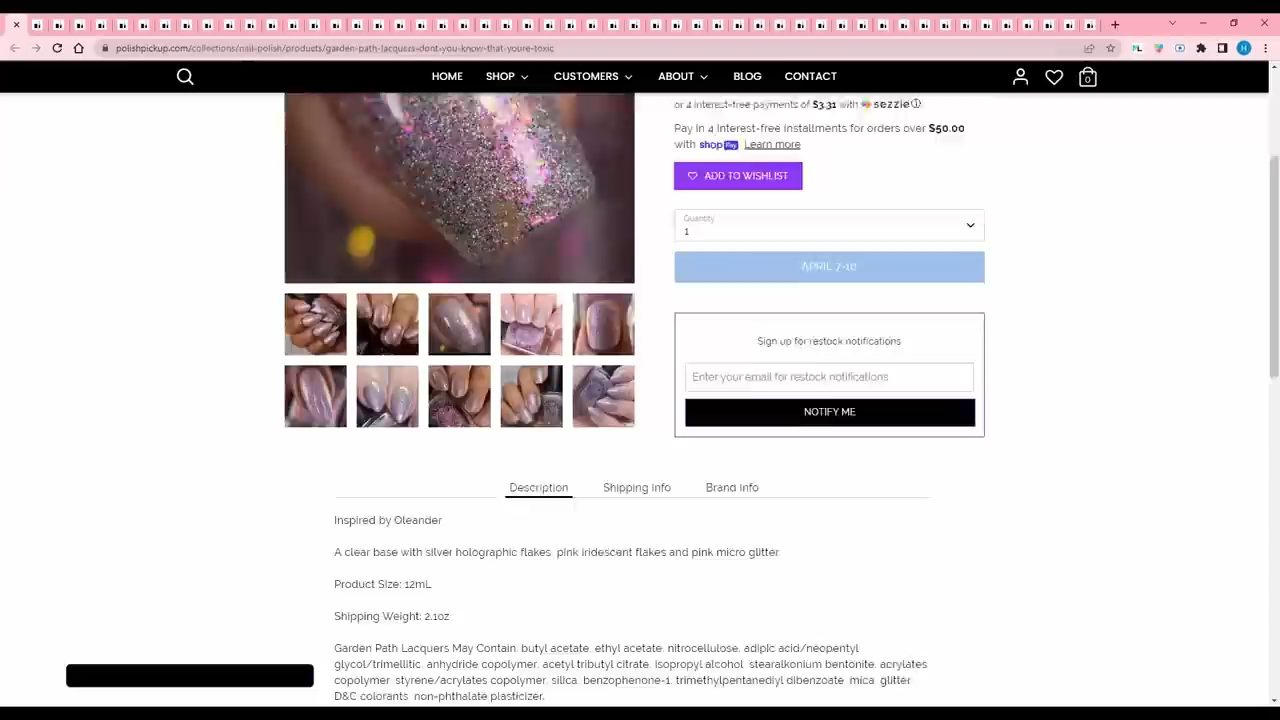 polishpickup.com/collections/nail-polish/products/garden-path-lacquers-dont-you-know-that-youre-toxic
H
HOME SHOP CUSTOMERS ABOUT BLOG CONTACT
0
or 4 interest-free payments of $3.31 with sezzle
Pay in 4 interest-free installments for orders over $50.00
with shop Pay Learn more
ADD TO WISHLIST
Quantity
1
APRIL 7-10
Sign up for restock notifications
Enter your email for restock notifications
NOTIFY ME
Description Shipping Info Brand Info
Inspired by Oleander
A clear base with silver holographic flakes, pink iridescent flakes and pink micro glitter
Product Size: 12mL
Shipping Weight: 2.1oz
Garden Path Lacquers May Contain: butyl acetate, ethyl acetate, nitrocellulose, adipic acid/neopentyl
glycol/trimellitic, anhydride copolymer, acetyl tributyl citrate, isopropyl alcohol, stearalkonium bentonite, acrylates
copolymer, styrene/acrylates copolymer, silica, benzophenone-1, trimethylpentanediyl dibenzoate, mica, glitter
D&C colorants, non-phthalate plasticizer.